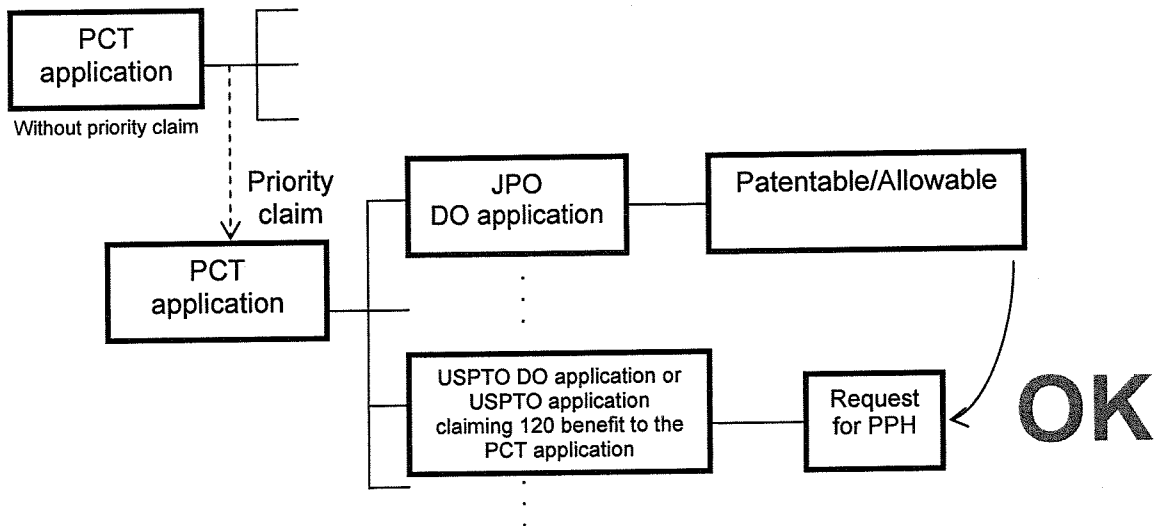 PCT
application
Without priority claim
Priority
claim
PCT
application
JPO
DO application
Patentable/Allowable
USPTO DO application or
USPTO application
claiming 120 benefit to the
PCT application
Request
for PPH
OK